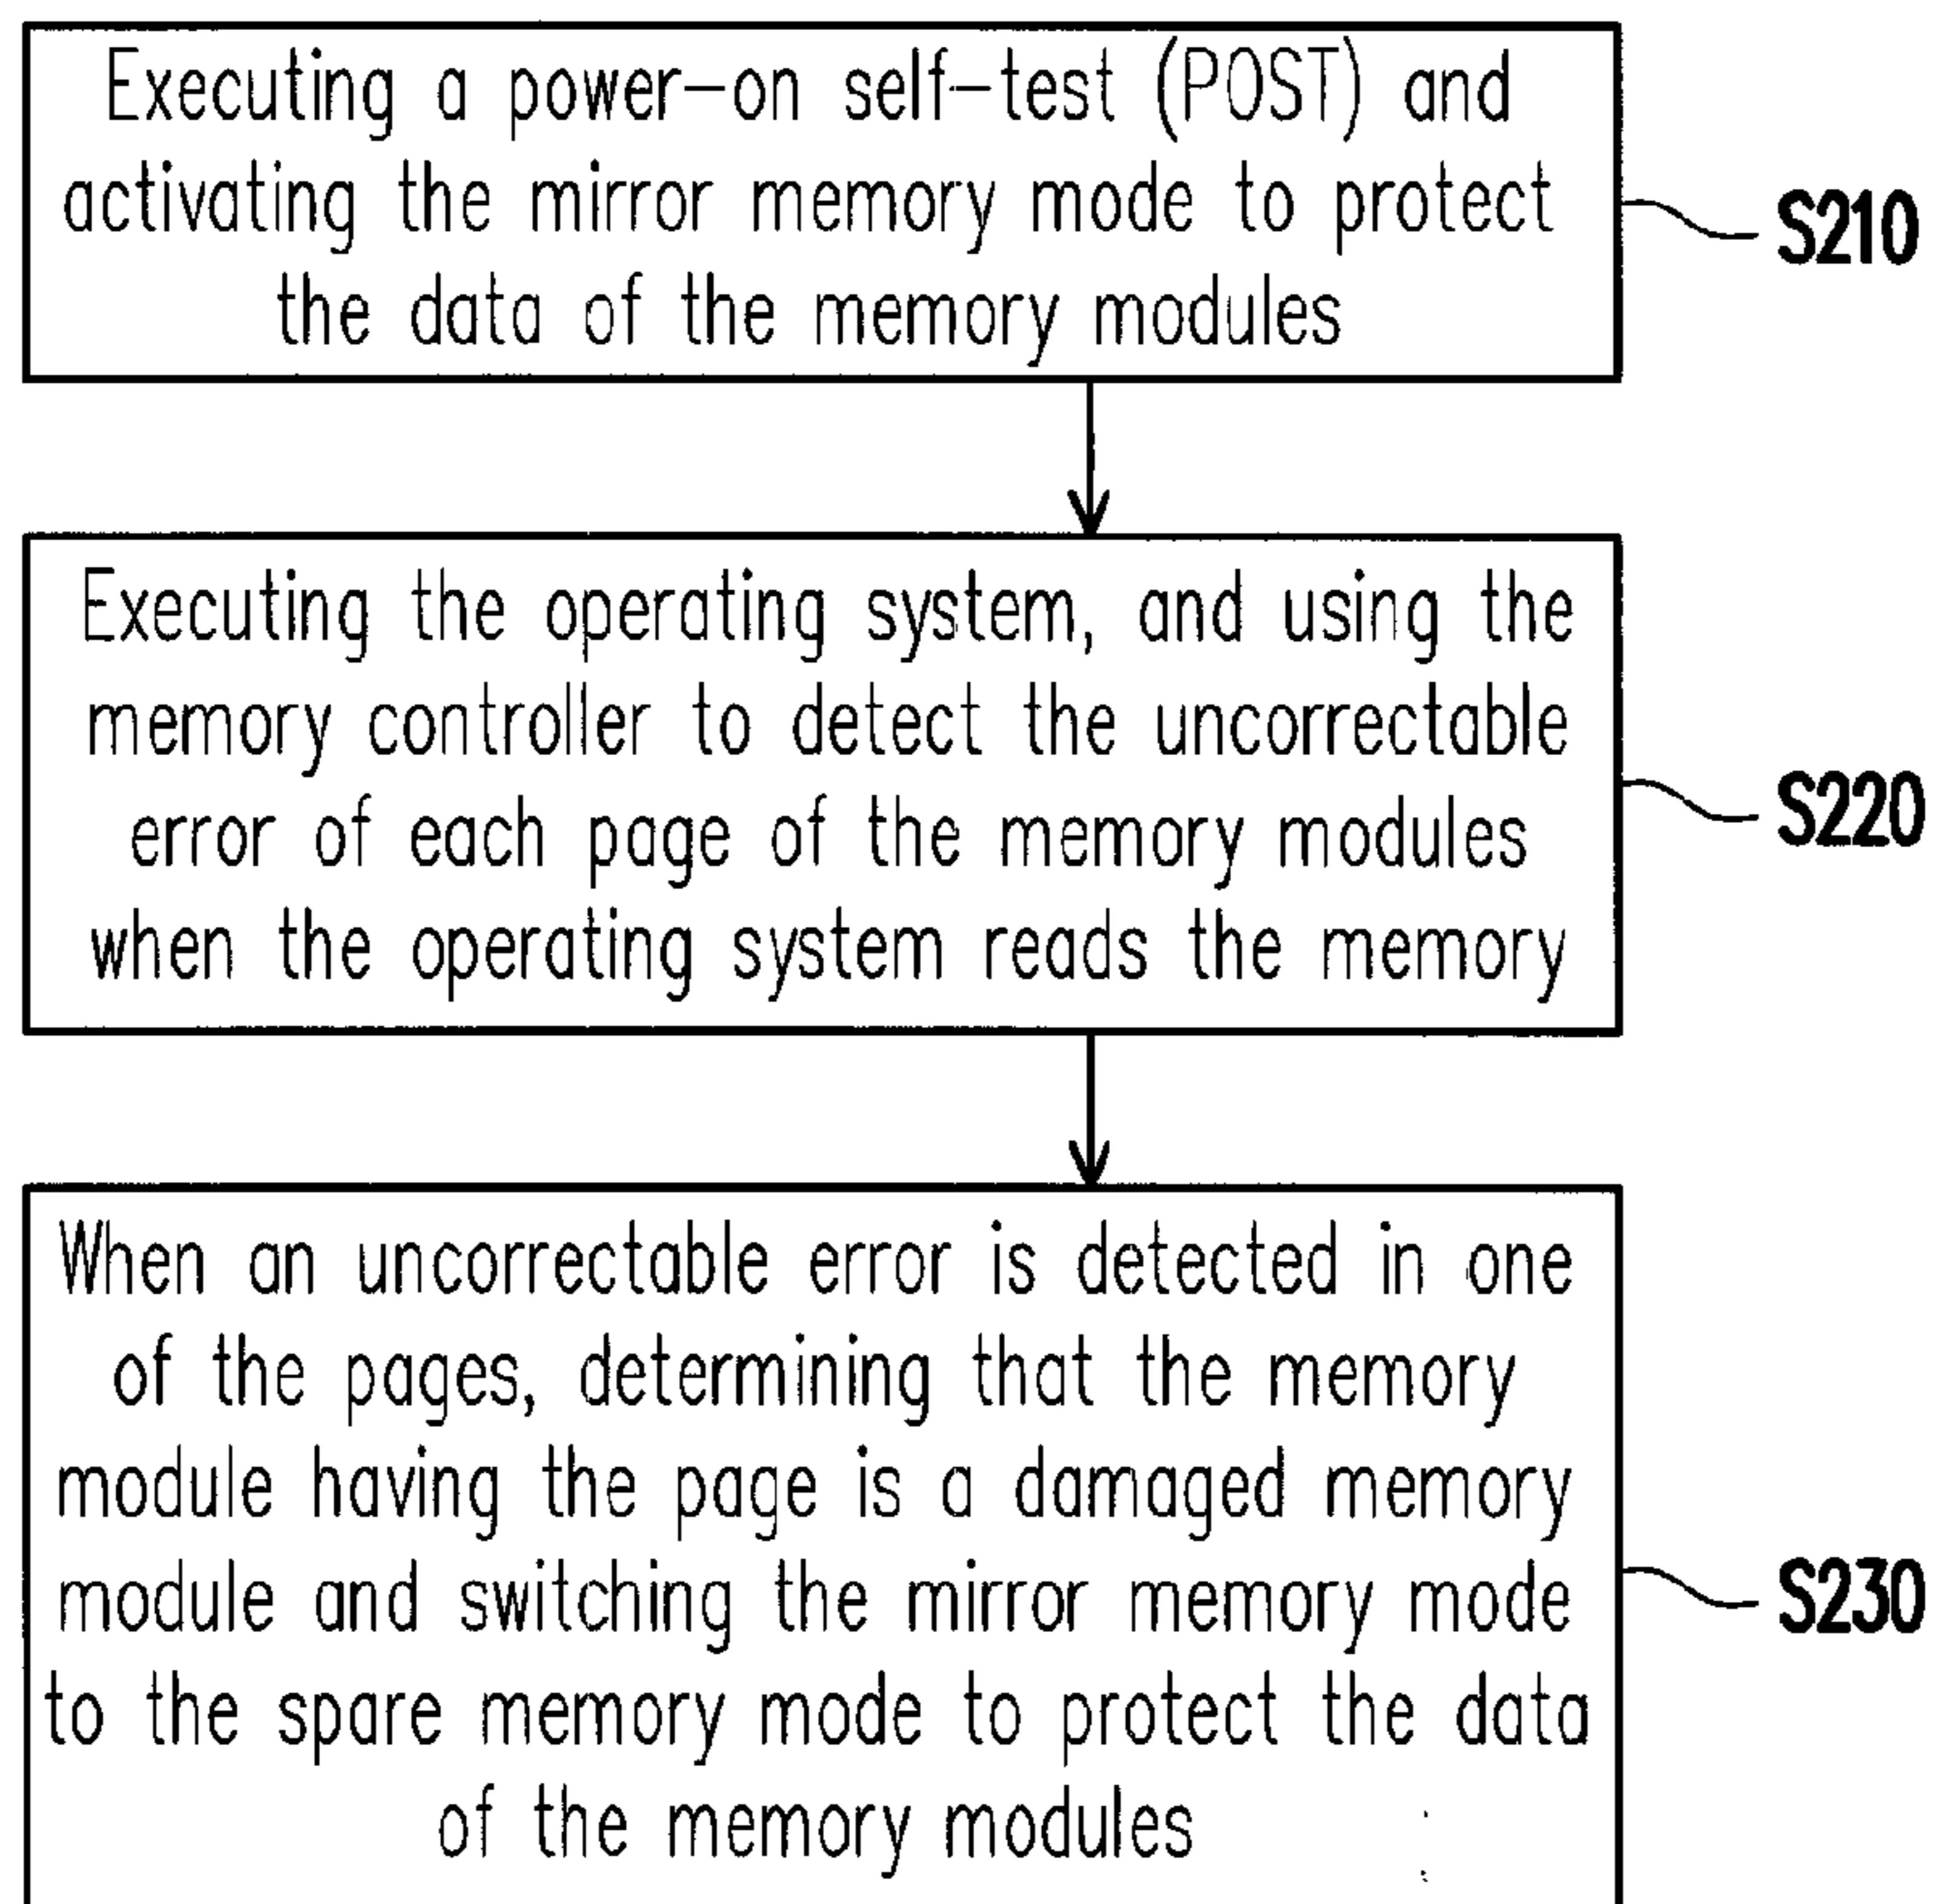 Executing a power-on self-test (POST) and
activating the mirror memory mode to protect
the data of the memory modules
S210
Executing the operating system, and using the
memory controller to detect the uncorrectable
error of each page of the memory modules
when the operating system reads the memory
S220
When an uncorrectable error is detected in one
of the pages, determining that the memory
module having the page is a damaged memory
module and switching the mirror memory mode
to the spare memory mode to protect the data
of the memory modules
S230